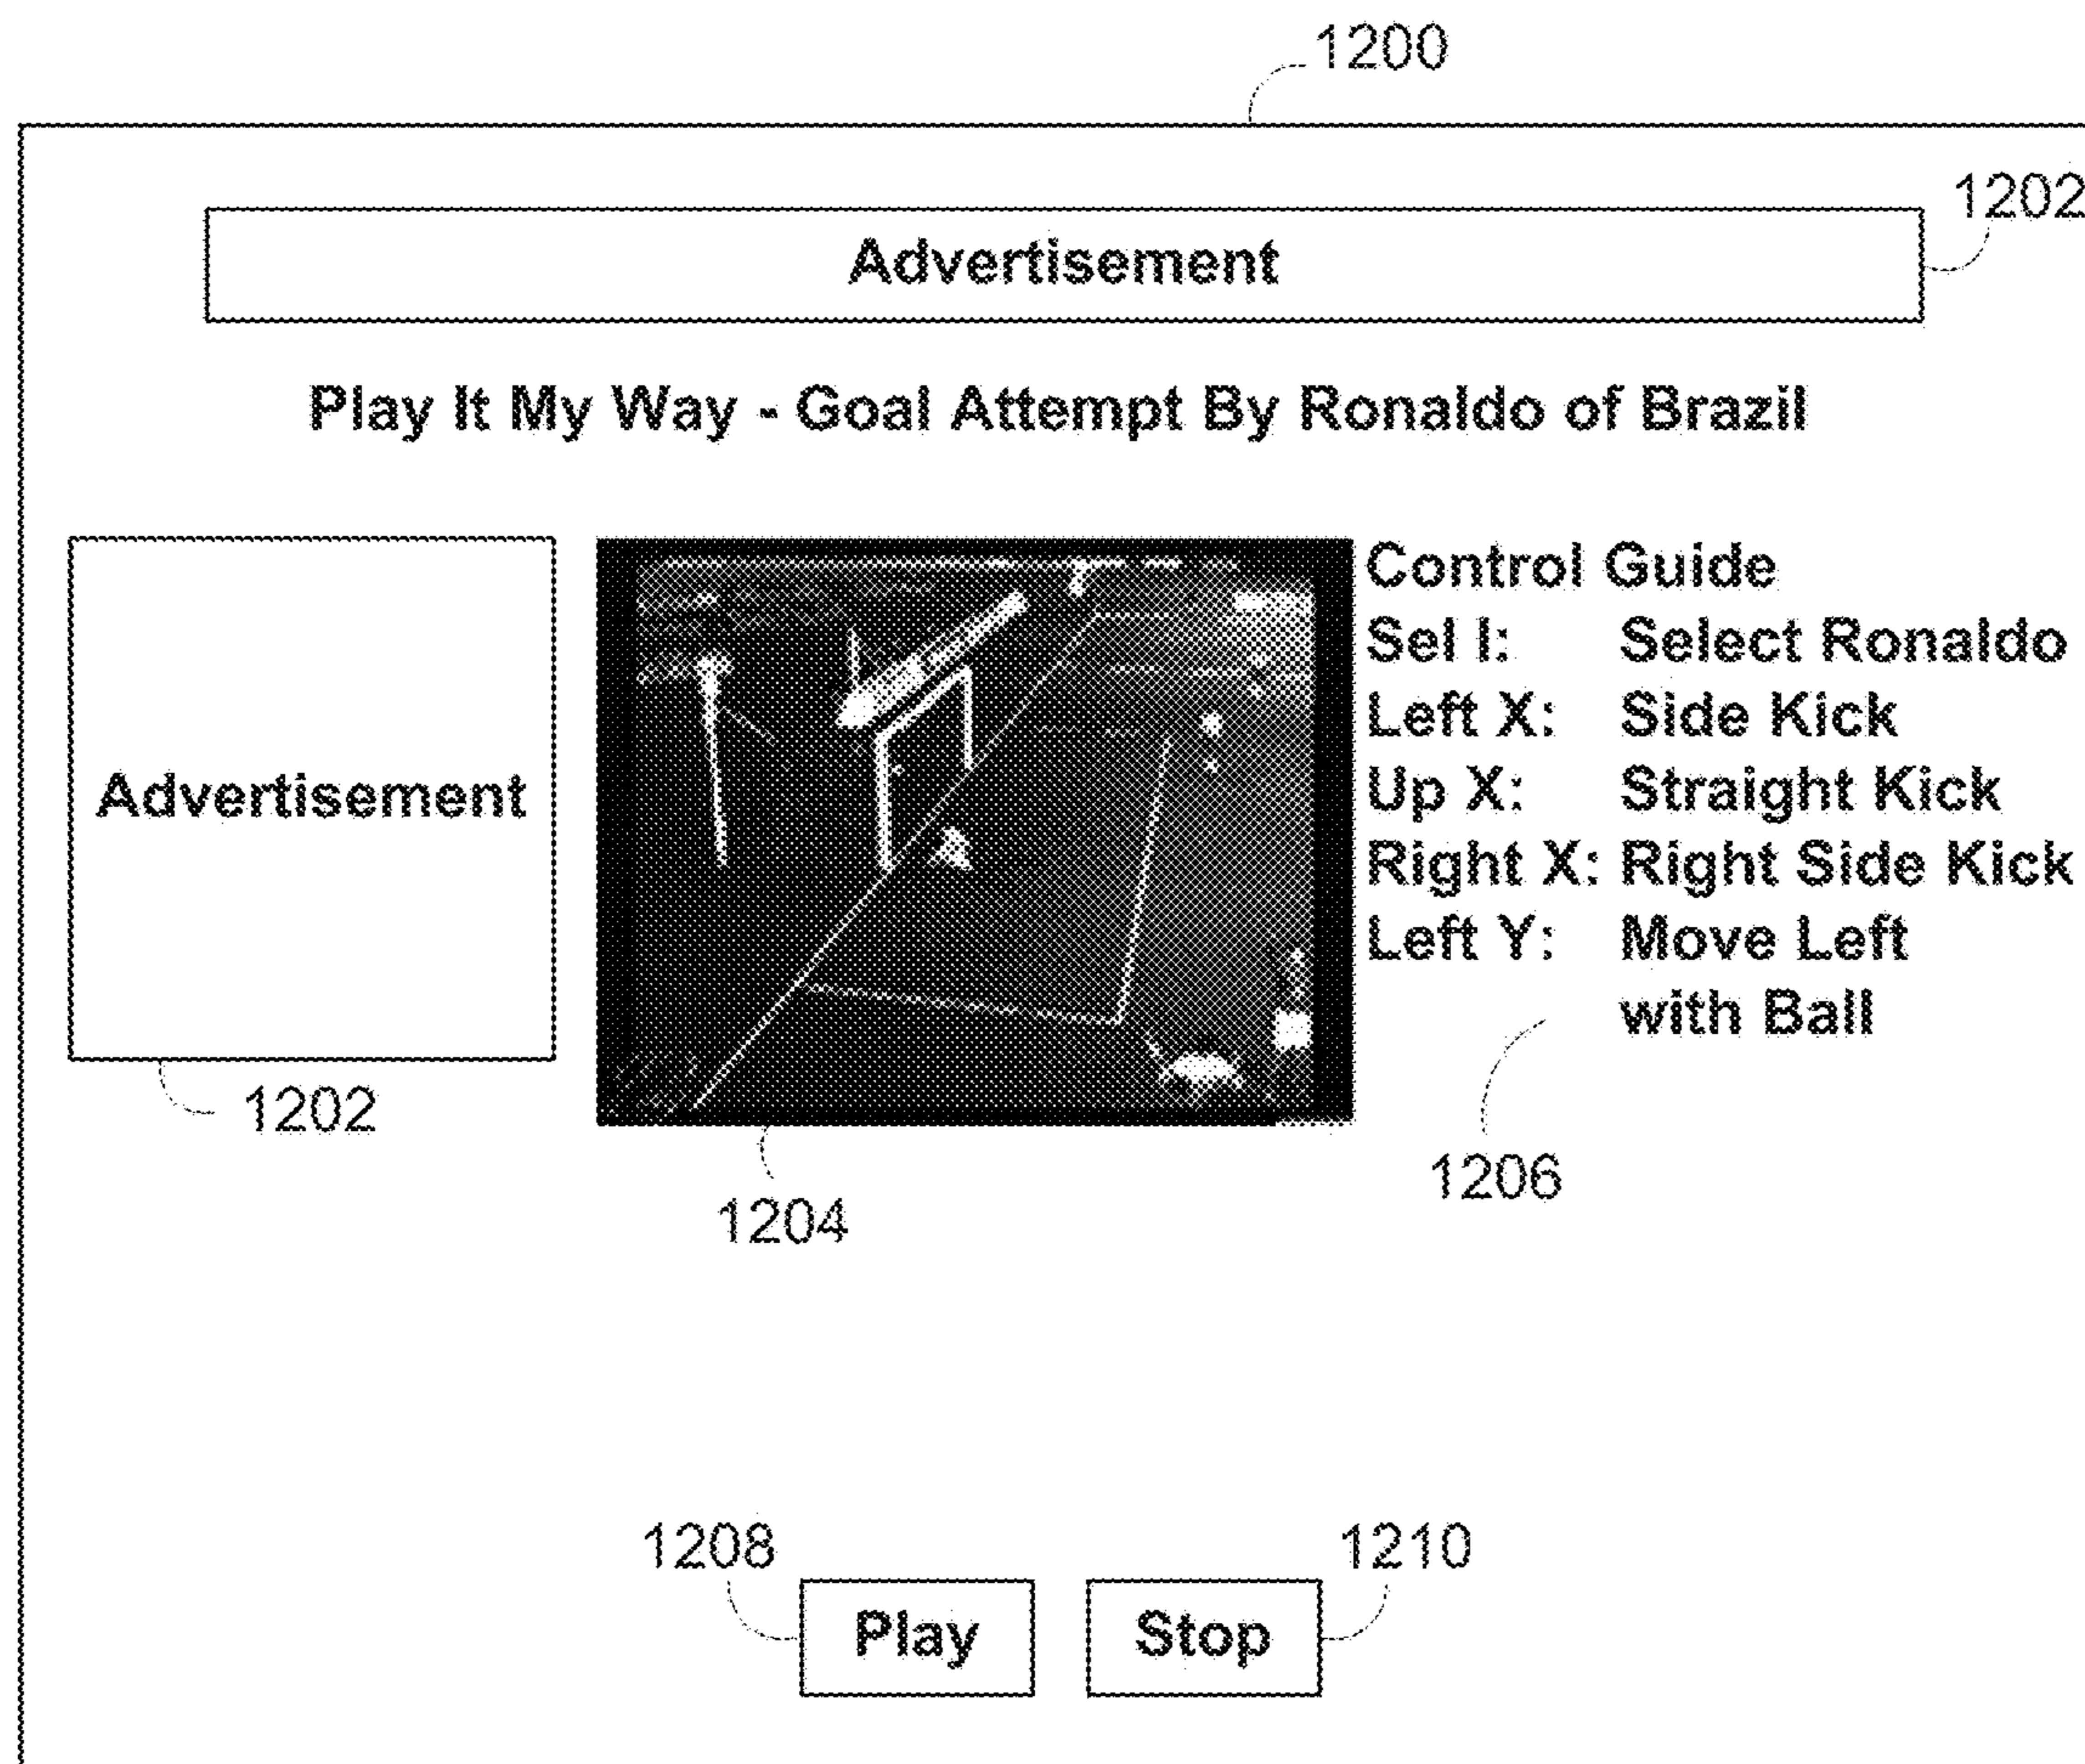 1200
1202
Advertisement
Play It My Way - Goal Attempt By Ronaldo of Brazil
Advertisement
1202
1204
Control Guide
Sel I: Select Ronaldo
Left X: Side Kick
Up X: Straight Kick
Right X: Right Side Kick
Left Y: Move Left
with Ball
1206
1208
1210
Play
Stop